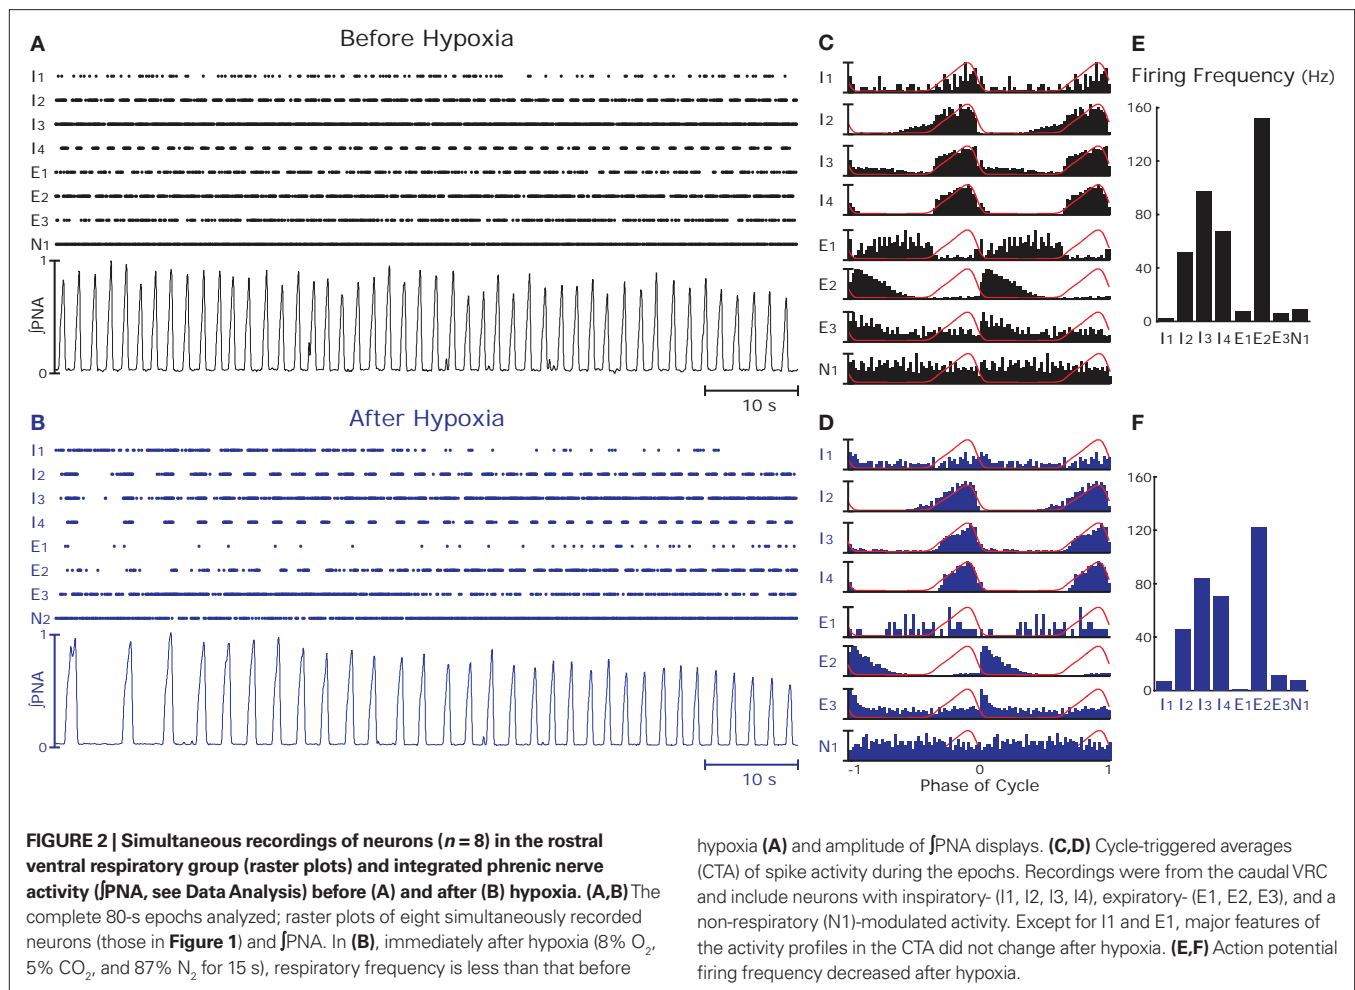 A
Before Hypoxia
I1
I2
I3
I4
E1
E2
E3
N1
1
∫PNA
0
10 s
B
After Hypoxia
I1
I2
I3
I4
E1
E2
E3
N2
1
∫PNA
0
10 s
C
I1
I2
I3
I4
E1
E2
E3
N1
D
I1
I2
I3
I4
E1
E2
E3
N1
-1 0 1
Phase of Cycle
E
Firing Frequency (Hz)
160
120
80
40
0
I1 I2 I3 I4 E1 E2 E3 N1
F
160
120
80
40
0
I1 I2 I3 I4 E1 E2 E3 N1
FIGURE 2 | Simultaneous recordings of neurons (n = 8) in the rostral
ventral respiratory group (raster plots) and integrated phrenic nerve
activity (∫PNA, see Data Analysis) before (A) and after (B) hypoxia. (A,B) The
complete 80-s epochs analyzed; raster plots of eight simultaneously recorded
neurons (those in Figure 1) and ∫PNA. In (B), immediately after hypoxia (8% O₂,
5% CO₂, and 87% N₂ for 15 s), respiratory frequency is less than that before
hypoxia (A) and amplitude of ∫PNA displays. (C,D) Cycle-triggered averages
(CTA) of spike activity during the epochs. Recordings were from the caudal VRC
and include neurons with inspiratory- (I1, I2, I3, I4), expiratory- (E1, E2, E3), and a
non-respiratory (N1)-modulated activity. Except for I1 and E1, major features of
the activity profiles in the CTA did not change after hypoxia. (E,F) Action potential
firing frequency decreased after hypoxia.